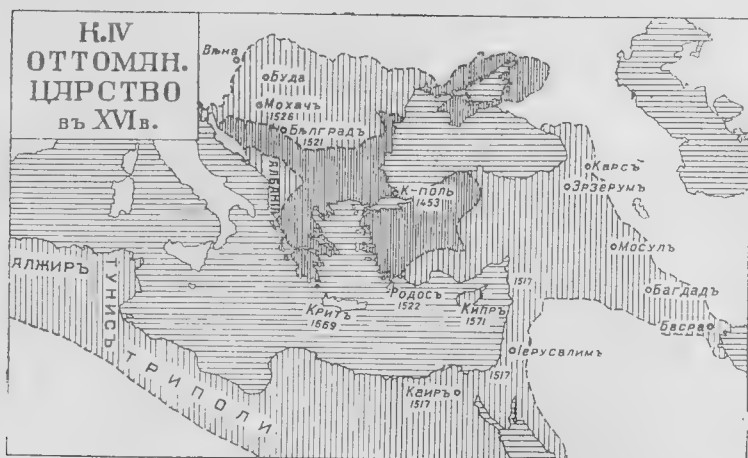 К.IV
ОТТОМАН.
ЦАРСТВО
въ XVI в.
Вѣна
Буда
Мохачъ
1526
Бѣлградъ
1521
АЛБАНІЯ
К-поль
1453
Карсъ
Эрзерумъ
Мосулъ
Багдадъ
Басра
АЛЖИРЪ
ТУНИСЪ
ТРИПОЛИ
Критъ
1669
Родосъ
1522
Кипръ
1571
1517
Іерусалимъ
1517
Каиръ
1517